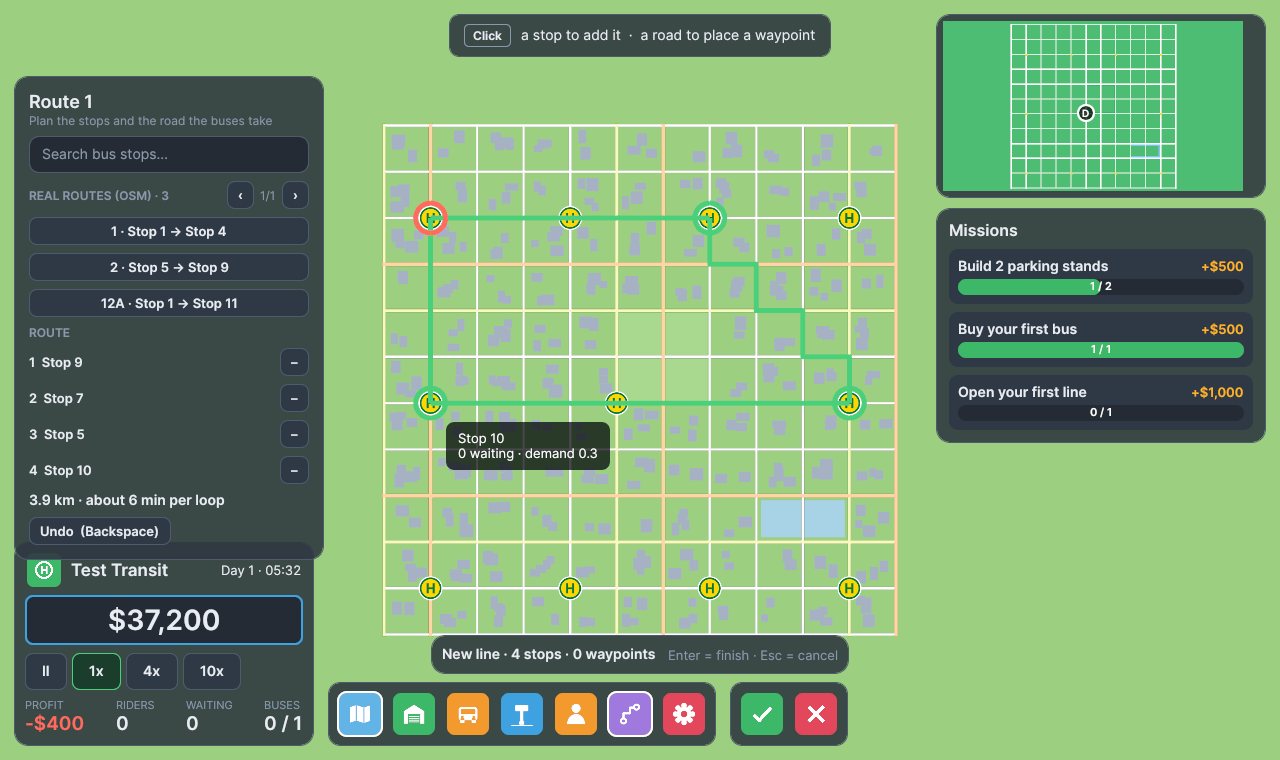 Click a stop to add it · a road to place a waypoint
Route 1
Plan the stops and the road the buses take
Search bus stops...
REAL ROUTES (OSM) · 3 ‹ 1/1 ›
1 · Stop 1 → Stop 4
2 · Stop 5 → Stop 9
12A · Stop 1 → Stop 11
ROUTE
1 Stop 9 −
2 Stop 7 −
3 Stop 5 −
4 Stop 10 −
3.9 km · about 6 min per loop
Undo (Backspace)
H Test Transit Day 1 · 05:32
$37,200
II 1x 4x 10x
PROFIT RIDERS WAITING BUSES
-$400 0 0 0 / 1
H H H H
H H H
Stop 10
0 waiting · demand 0.3
H H H H
New line · 4 stops · 0 waypoints Enter = finish · Esc = cancel
D
Missions
Build 2 parking stands +$500
1 / 2
Buy your first bus +$500
1 / 1
Open your first line +$1,000
0 / 1